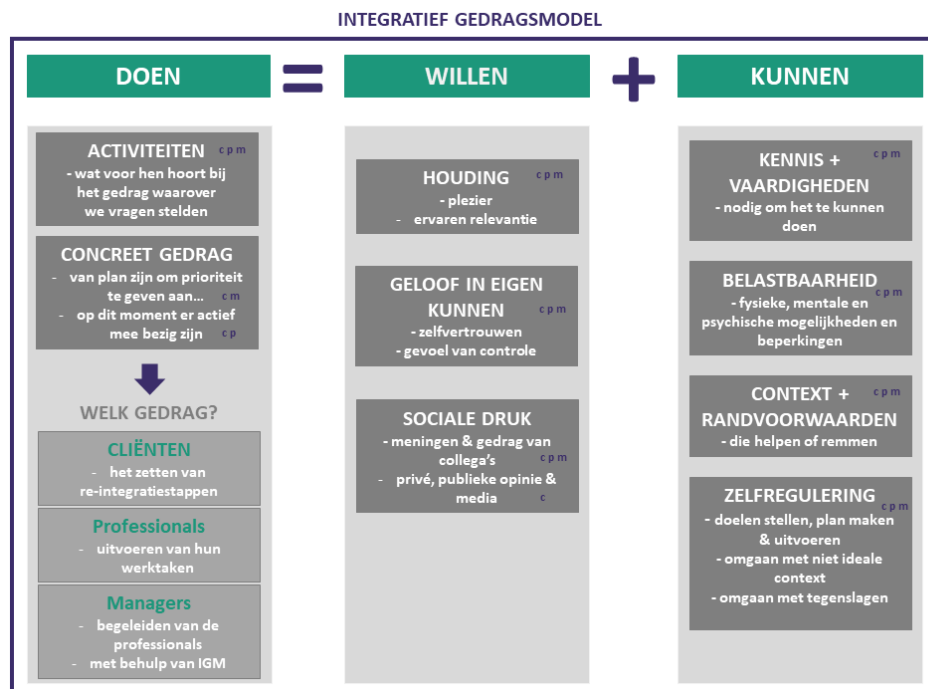 INTEGRATIEF GEDRAGSMODEL
DOEN
=
WILLEN
+
KUNNEN
ACTIVITEITEN c p m
- wat voor hen hoort bij
het gedrag waarover
we vragen stelden
CONCREET GEDRAG
- van plan zijn om prioriteit
te geven aan... c m
- op dit moment er actief
mee bezig zijn c p
WELK GEDRAG?
CLIËNTEN
- het zetten van
re-integratiestappen
Professionals
- uitvoeren van hun
werktaken
Managers
- begeleiden van de
professionals
- met behulp van IGM
HOUDING c p m
- plezier
- ervaren relevantie
GELOOF IN EIGEN
KUNNEN c p m
- zelfvertrouwen
- gevoel van controle
SOCIALE DRUK
- meningen & gedrag van
collega's c p m
- privé, publieke opinie &
media c
KENNIS + c p m
VAARDIGHEDEN
- nodig om het te kunnen
doen
BELASTBAARHEID
c p m
- fysieke, mentale en
psychische mogelijkheden en
beperkingen
CONTEXT + c p m
RANDVOORWAARDEN
- die helpen of remmen
ZELFREGULERING
c p m
- doelen stellen, plan maken
& uitvoeren
- omgaan met niet ideale
context
- omgaan met tegenslagen